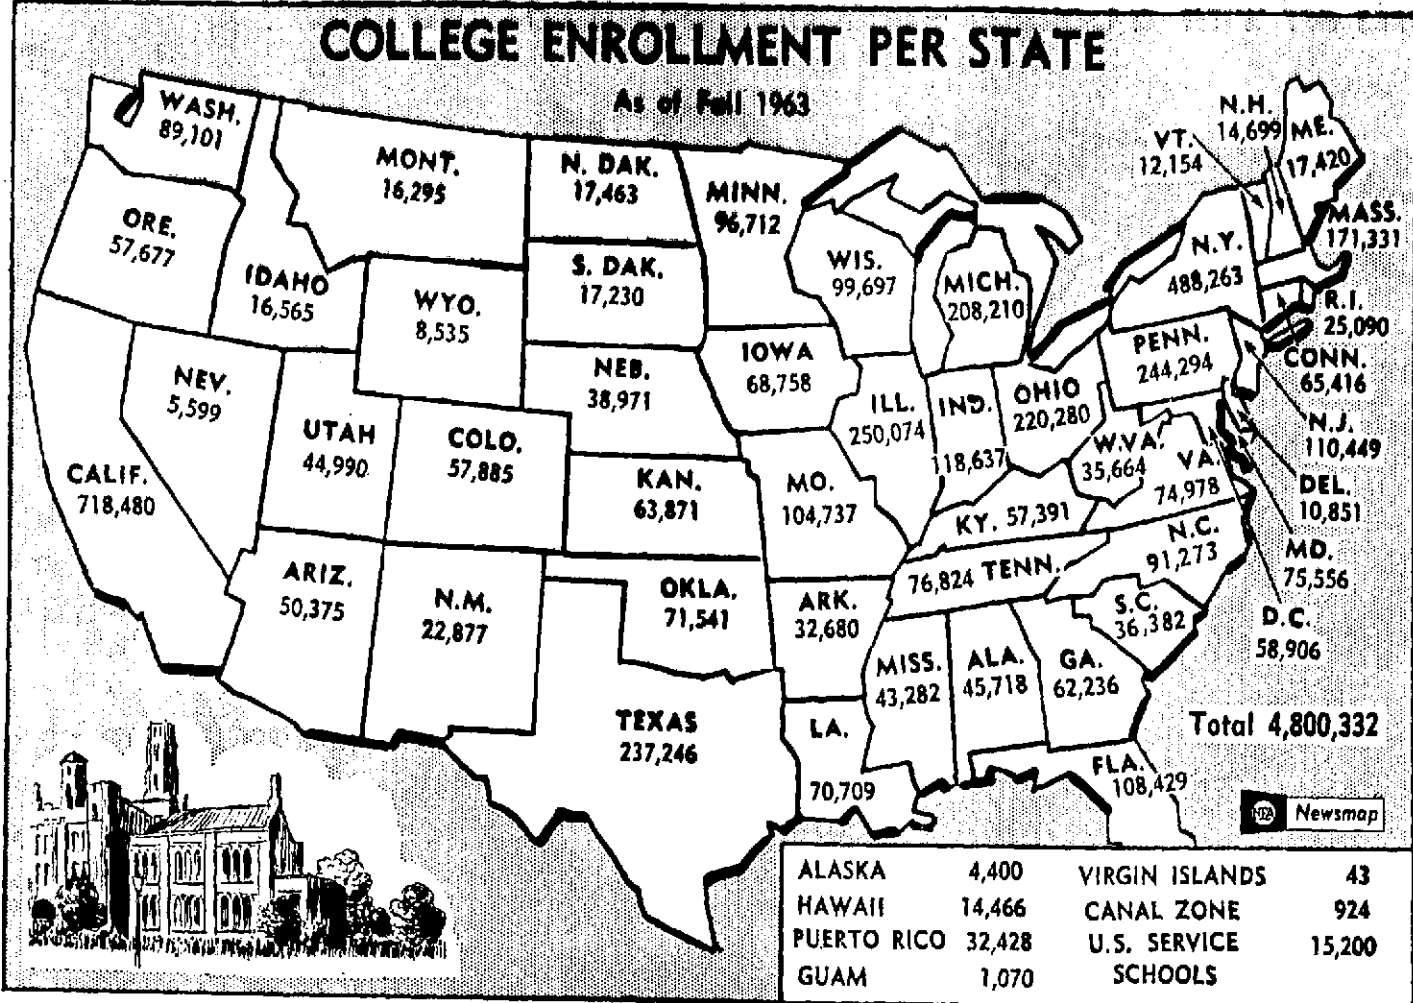 COLLEGE ENROLLMENT PER STATE
As of Fall 1963
WASH.
89,101
MONT.
16,295
N. DAK.
17,463
MINN.
96,712
VT.
12,154
N.H.
14,699
ME.
17,420
ORE.
57,677
IDAHO
16,565
WYO.
8,535
S. DAK.
17,230
WIS.
99,697
MICH.
208,210
N.Y.
488,263
MASS.
171,331
R.I.
25,090
CONN.
65,416
NEV.
5,599
UTAH
44,990
COLO.
57,885
NEB.
38,971
IOWA
68,758
ILL.
250,074
IND.
118,637
OHIO
220,280
PENN.
244,294
N.J.
110,449
CALIF.
718,480
KAN.
63,871
MO.
104,737
KY. 57,391
W.VA.
35,664
VA.
74,978
DEL.
10,851
MD.
75,556
D.C.
58,906
ARIZ.
50,375
N.M.
22,877
OKLA.
71,541
ARK.
32,680
76,824 TENN.
N.C.
91,273
S.C.
36,382
TEXAS
237,246
LA.
70,709
MISS.
43,282
ALA.
45,718
GA.
62,236
FLA.
108,429
Total 4,800,332
NEA Newsmap
ALASKA 4,400
HAWAII 14,466
PUERTO RICO 32,428
GUAM 1,070
VIRGIN ISLANDS 43
CANAL ZONE 924
U.S. SERVICE 15,200
SCHOOLS